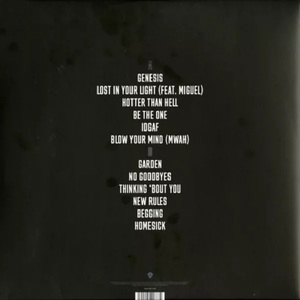 GENESIS
LOST IN YOUR LIGHT (FEAT. MIGUEL)
HOTTER THAN HELL
BE THE ONE
IDGAF
BLOW YOUR MIND (MWAH)
GARDEN
NO GOODBYES
THINKING 'BOUT YOU
NEW RULES
BEGGING
HOMESICK